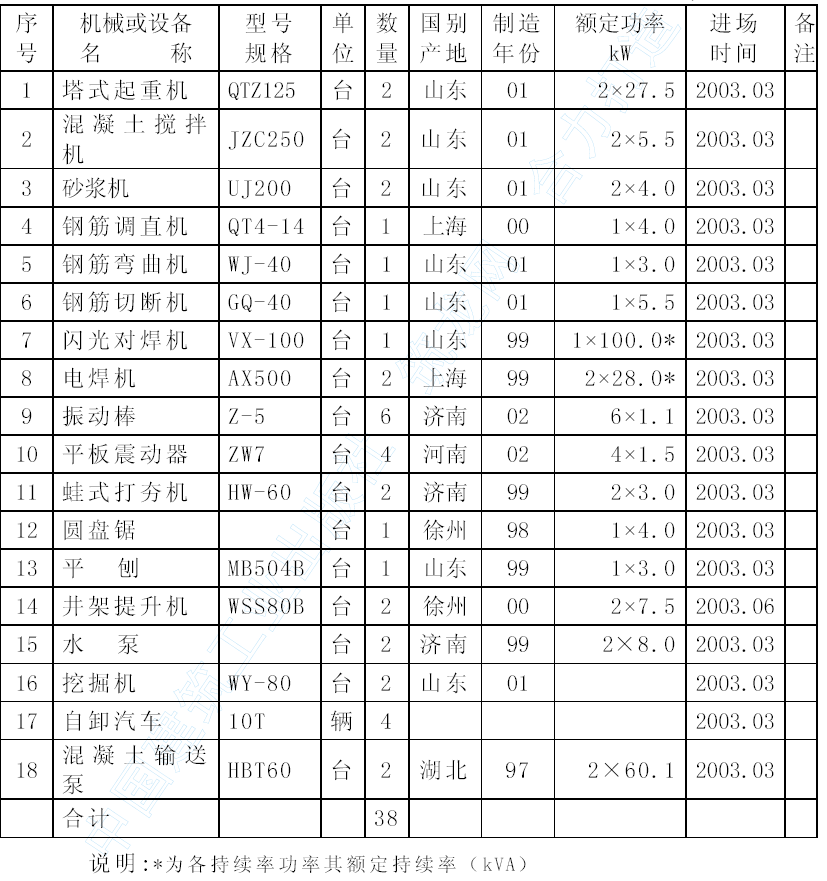 序号 机械或设备名称 型号规格 单位 数量 国别产地 制造年份 额定功率kW 进场时间 备注
1 塔式起重机 QTZ125 台 2 山东 01 2×27.5 2003.03
2 混凝土搅拌机 JZC250 台 2 山东 01 2×5.5 2003.03
3 砂浆机 UJ200 台 2 山东 01 2×4.0 2003.03
4 钢筋调直机 QT4-14 台 1 上海 00 1×4.0 2003.03
5 钢筋弯曲机 WJ-40 台 1 山东 01 1×3.0 2003.03
6 钢筋切断机 GQ-40 台 1 山东 01 1×5.5 2003.03
7 闪光对焊机 VX-100 台 1 山东 99 1×100.0* 2003.03
8 电焊机 AX500 台 2 上海 99 2×28.0* 2003.03
9 振动棒 Z-5 台 6 济南 02 6×1.1 2003.03
10 平板震动器 ZW7 台 4 河南 02 4×1.5 2003.03
11 蛙式打夯机 HW-60 台 2 济南 99 2×3.0 2003.03
12 圆盘锯 台 1 徐州 98 1×4.0 2003.03
13 平 刨 MB504B 台 1 山东 99 1×3.0 2003.03
14 井架提升机 WSS80B 台 2 徐州 00 2×7.5 2003.06
15 水 泵 台 2 济南 99 2×8.0 2003.03
16 挖掘机 WY-80 台 2 山东 01 2003.03
17 自卸汽车 10T 辆 4 2003.03
18 混凝土输送泵 HBT60 台 2 湖北 97 2×60.1 2003.03
合计 38
说明:*为各持续率功率其额定持续率（kVA）